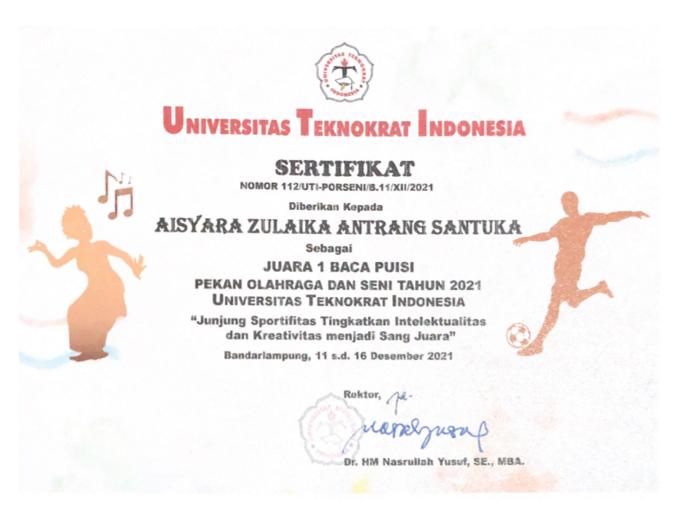 UNIVERSITAS TEKNOKRAT INDONESIA
UNIVERSITAS TEKNOKRAT INDONESIA
SERTIFIKAT
NOMOR 112/UTI-PORSENI/B.11/XII/2021
Diberikan Kepada
AISYARA ZULAIKA ANTRANG SANTUKA
Sebagai
JUARA 1 BACA PUISI
PEKAN OLAHRAGA DAN SENI TAHUN 2021
UNIVERSITAS TEKNOKRAT INDONESIA
“Junjung Sportifitas Tingkatkan Intelektualitas
dan Kreativitas menjadi Sang Juara”
Bandarlampung, 11 s.d. 16 Desember 2021
Rektor,
Dr. HM Nasrullah Yusuf, SE., MBA.